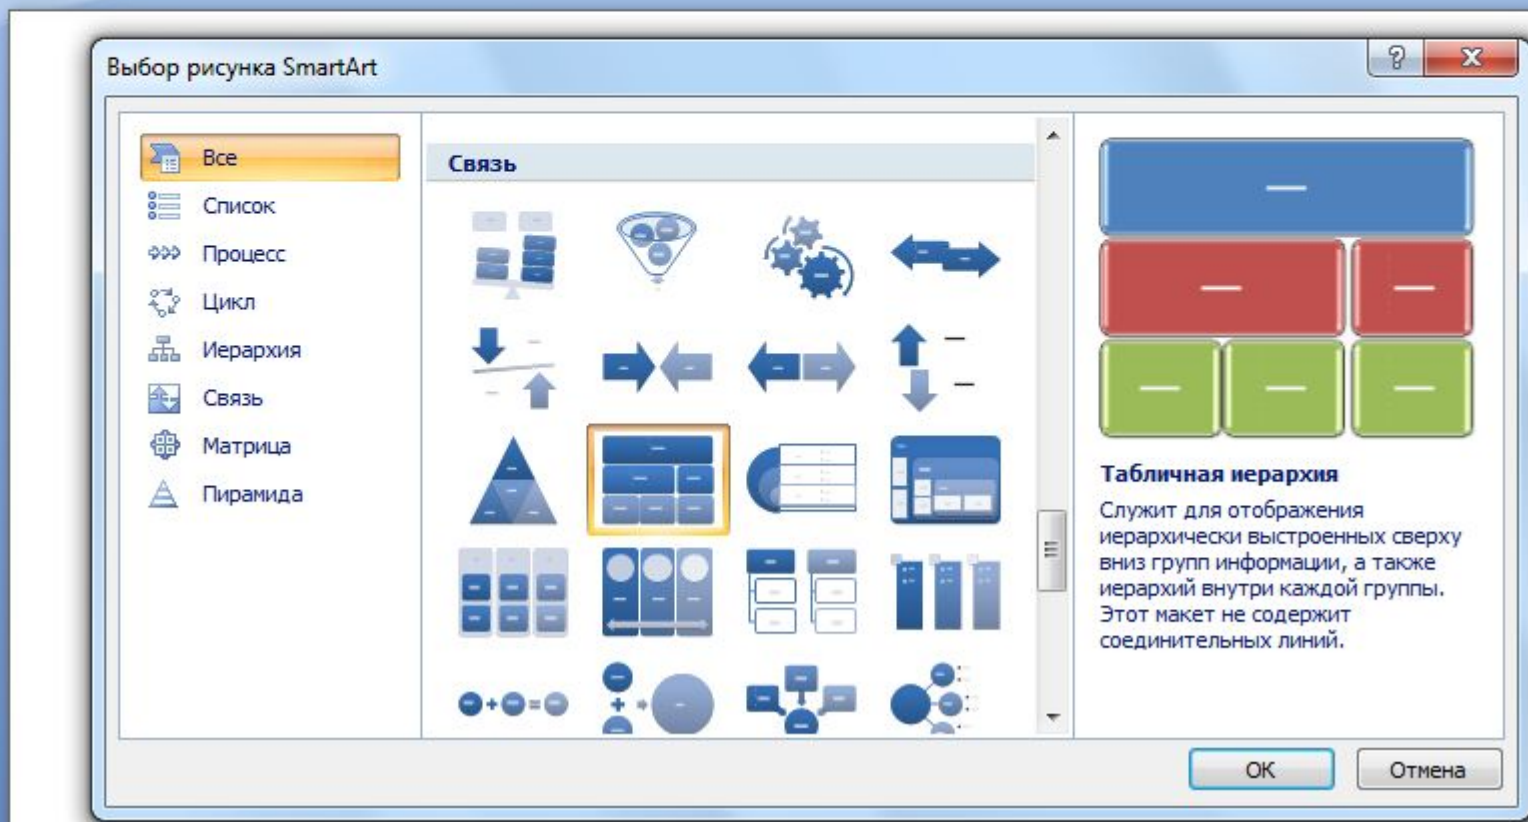 Выбор рисунка SmartArt
Все
Список
Процесс
Цикл
Иерархия
Связь
Матрица
Пирамида
Связь
Табличная иерархия
Служит для отображения
иерархически выстроенных сверху
вниз групп информации, а также
иерархий внутри каждой группы.
Этот макет не содержит
соединительных линий.
ОК
Отмена